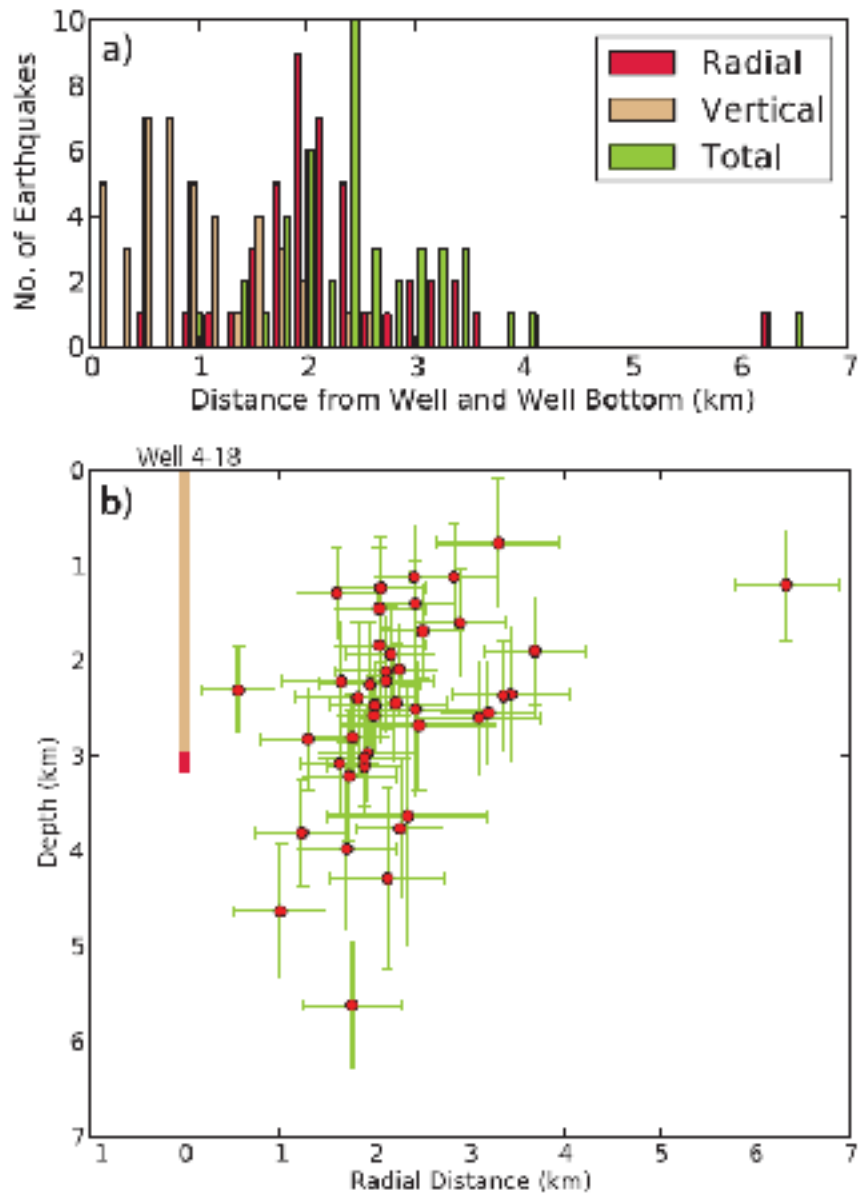 a)
No. of Earthquakes
10
8
6
4
2
0
Radial
Vertical
Total
0 1 2 3 4 5 6 7
Distance from Well and Well Bottom (km)
Well 4-18
b)
Depth (km)
0
1
2
3
4
5
6
7
1 0 1 2 3 4 5 6 7
Radial Distance (km)